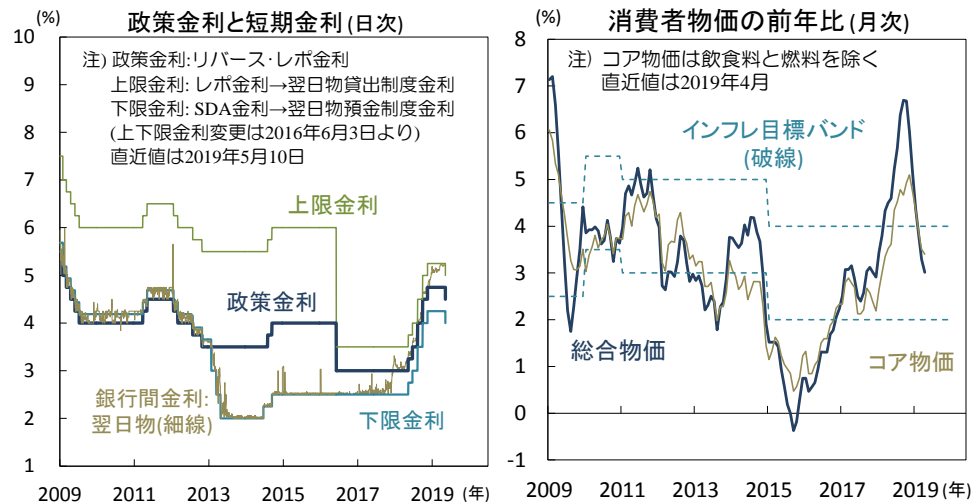 政策金利と短期金利(日次)
(%)
注) 政策金利:リバース・レポ金利
上限金利: レポ金利→翌日物貸出制度金利
下限金利: SDA金利→翌日物預金制度金利
(上下限金利変更は2016年6月3日より)
直近値は2019年5月10日
上限金利
政策金利
銀行間金利:
翌日物(細線)
下限金利
10
9
8
7
6
5
4
3
2
1
2009 2011 2013 2015 2017 2019 (年)
消費者物価の前年比(月次)
(%)
注) コア物価は飲食料と燃料を除く
直近値は2019年4月
インフレ目標バンド
(破線)
総合物価
コア物価
8
7
6
5
4
3
2
1
0
-1
2009 2011 2013 2015 2017 2019 (年)